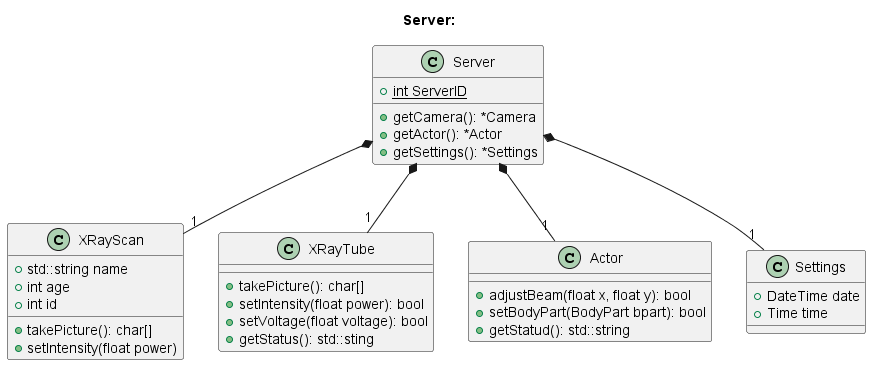 Server:
C Server
int ServerID
getCamera(): *Camera
getActor(): *Actor
getSettings(): *Settings
1
1
1
1
C XRayScan
std::string name
int age
int id
takePicture(): char[]
setIntensity(float power)
C XRayTube
takePicture(): char[]
setIntensity(float power): bool
setVoltage(float voltage): bool
getStatus(): std::sting
C Actor
adjustBeam(float x, float y): bool
setBodyPart(BodyPart bpart): bool
getStatud(): std::string
C Settings
DateTime date
Time time